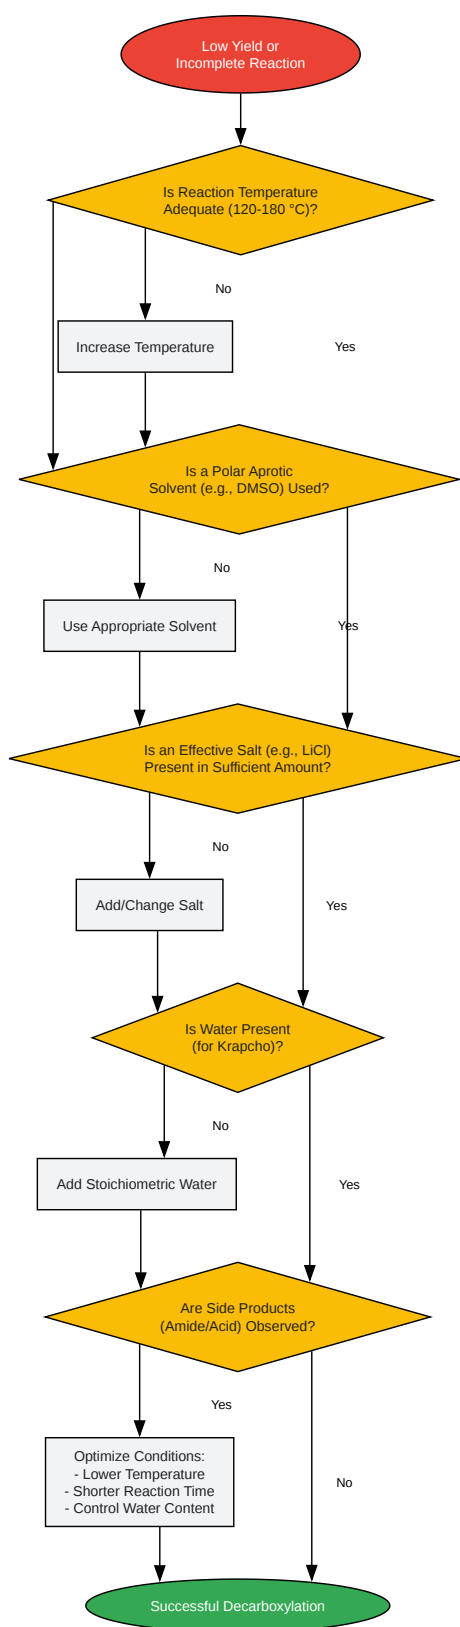 Low Yield or
Incomplete Reaction
Is Reaction Temperature
Adequate (120-180 °C)?
No
Increase Temperature
Yes
Is a Polar Aprotic
Solvent (e.g., DMSO) Used?
No
Use Appropriate Solvent
Yes
Is an Effective Salt (e.g., LiCl)
Present in Sufficient Amount?
No
Add/Change Salt
Yes
Is Water Present
(for Krapcho)?
No
Add Stoichiometric Water
Yes
Are Side Products
(Amide/Acid) Observed?
Yes
Optimize Conditions:
- Lower Temperature
- Shorter Reaction Time
- Control Water Content
No
Successful Decarboxylation